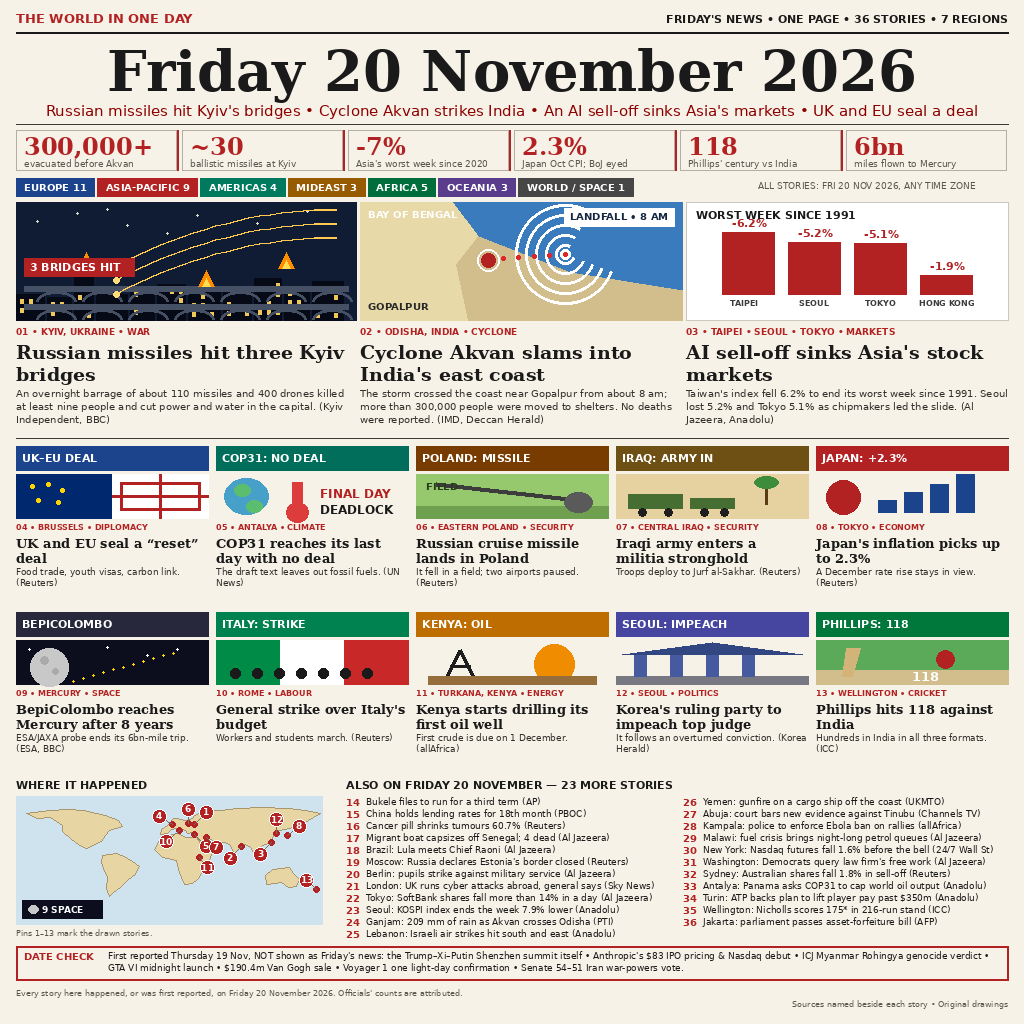 THE WORLD IN ONE DAY
FRIDAY'S NEWS • ONE PAGE • 36 STORIES • 7 REGIONS
Friday 20 November 2026
Russian missiles hit Kyiv's bridges • Cyclone Akvan strikes India • An AI sell-off sinks Asia's markets • UK and EU seal a deal
300,000+
evacuated before Akvan
~30
ballistic missiles at Kyiv
-7%
Asia's worst week since 2020
2.3%
Japan Oct CPI; BoJ eyed
118
Phillips' century vs India
6bn
miles flown to Mercury
EUROPE 11
ASIA-PACIFIC 9
AMERICAS 4
MIDEAST 3
AFRICA 5
OCEANIA 3
WORLD / SPACE 1
ALL STORIES: FRI 20 NOV 2026, ANY TIME ZONE
3 BRIDGES HIT
01 • KYIV, UKRAINE • WAR
Russian missiles hit three Kyiv
bridges
An overnight barrage of about 110 missiles and 400 drones killed
at least nine people and cut power and water in the capital. (Kyiv
Independent, BBC)
BAY OF BENGAL
LANDFALL • 8 AM
GOPALPUR
02 • ODISHA, INDIA • CYCLONE
Cyclone Akvan slams into
India's east coast
The storm crossed the coast near Gopalpur from about 8 am;
more than 300,000 people were moved to shelters. No deaths
were reported. (IMD, Deccan Herald)
WORST WEEK SINCE 1991
-6.2%
-5.2%
-5.1%
-1.9%
TAIPEI
SEOUL
TOKYO
HONG KONG
03 • TAIPEI • SEOUL • TOKYO • MARKETS
AI sell-off sinks Asia's stock
markets
Taiwan's index fell 6.2% to end its worst week since 1991. Seoul
lost 5.2% and Tokyo 5.1% as chipmakers led the slide. (Al
Jazeera, Anadolu)
UK–EU DEAL
04 • BRUSSELS • DIPLOMACY
UK and EU seal a “reset”
deal
Food trade, youth visas, carbon link.
(Reuters)
COP31: NO DEAL
FINAL DAY
DEADLOCK
05 • ANTALYA • CLIMATE
COP31 reaches its last
day with no deal
The draft text leaves out fossil fuels. (UN
News)
POLAND: MISSILE
FIELD
06 • EASTERN POLAND • SECURITY
Russian cruise missile
lands in Poland
It fell in a field; two airports paused.
(Reuters)
IRAQ: ARMY IN
07 • CENTRAL IRAQ • SECURITY
Iraqi army enters a
militia stronghold
Troops deploy to Jurf al-Sakhar. (Reuters)
JAPAN: +2.3%
08 • TOKYO • ECONOMY
Japan's inflation picks up
to 2.3%
A December rate rise stays in view.
(Reuters)
BEPICOLOMBO
09 • MERCURY • SPACE
BepiColombo reaches
Mercury after 8 years
ESA/JAXA probe ends its 6bn-mile trip.
(ESA, BBC)
ITALY: STRIKE
10 • ROME • LABOUR
General strike over Italy's
budget
Workers and students march. (Reuters)
KENYA: OIL
11 • TURKANA, KENYA • ENERGY
Kenya starts drilling its
first oil well
First crude is due on 1 December.
(allAfrica)
SEOUL: IMPEACH
12 • SEOUL • POLITICS
Korea's ruling party to
impeach top judge
It follows an overturned conviction. (Korea
Herald)
PHILLIPS: 118
118
13 • WELLINGTON • CRICKET
Phillips hits 118 against
India
Hundreds in India in all three formats.
(ICC)
WHERE IT HAPPENED
4
6
1
12
8
10
5
7
2
3
11
13
9 SPACE
Pins 1–13 mark the drawn stories.
ALSO ON FRIDAY 20 NOVEMBER — 23 MORE STORIES
14 Bukele files to run for a third term (AP)
15 China holds lending rates for 18th month (PBOC)
16 Cancer pill shrinks tumours 60.7% (Reuters)
17 Migrant boat capsizes off Senegal; 4 dead (Al Jazeera)
18 Brazil: Lula meets Chief Raoni (Al Jazeera)
19 Moscow: Russia declares Estonia's border closed (Reuters)
20 Berlin: pupils strike against military service (Al Jazeera)
21 London: UK runs cyber attacks abroad, general says (Sky News)
22 Tokyo: SoftBank shares fall more than 14% in a day (Al Jazeera)
23 Seoul: KOSPI index ends the week 7.9% lower (Anadolu)
24 Ganjam: 209 mm of rain as Akvan crosses Odisha (PTI)
25 Lebanon: Israeli air strikes hit south and east (Anadolu)
26 Yemen: gunfire on a cargo ship off the coast (UKMTO)
27 Abuja: court bars new evidence against Tinubu (Channels TV)
28 Kampala: police to enforce Ebola ban on rallies (allAfrica)
29 Malawi: fuel crisis brings night-long petrol queues (Al Jazeera)
30 New York: Nasdaq futures fall 1.6% before the bell (24/7 Wall St)
31 Washington: Democrats query law firm's free work (Al Jazeera)
32 Sydney: Australian shares fall 1.8% in sell-off (Reuters)
33 Antalya: Panama asks COP31 to cap world oil output (Anadolu)
34 Turin: ATP backs plan to lift player pay past $350m (Anadolu)
35 Wellington: Nicholls scores 175* in 216-run stand (ICC)
36 Jakarta: parliament passes asset-forfeiture bill (AFP)
DATE CHECK
First reported Thursday 19 Nov, NOT shown as Friday's news: the Trump–Xi–Putin Shenzhen summit itself • Anthropic's $83 IPO pricing & Nasdaq debut • ICJ Myanmar Rohingya genocide verdict •
GTA VI midnight launch • $190.4m Van Gogh sale • Voyager 1 one light-day confirmation • Senate 54–51 Iran war-powers vote.
Every story here happened, or was first reported, on Friday 20 November 2026. Officials' counts are attributed.
Sources named beside each story • Original drawings